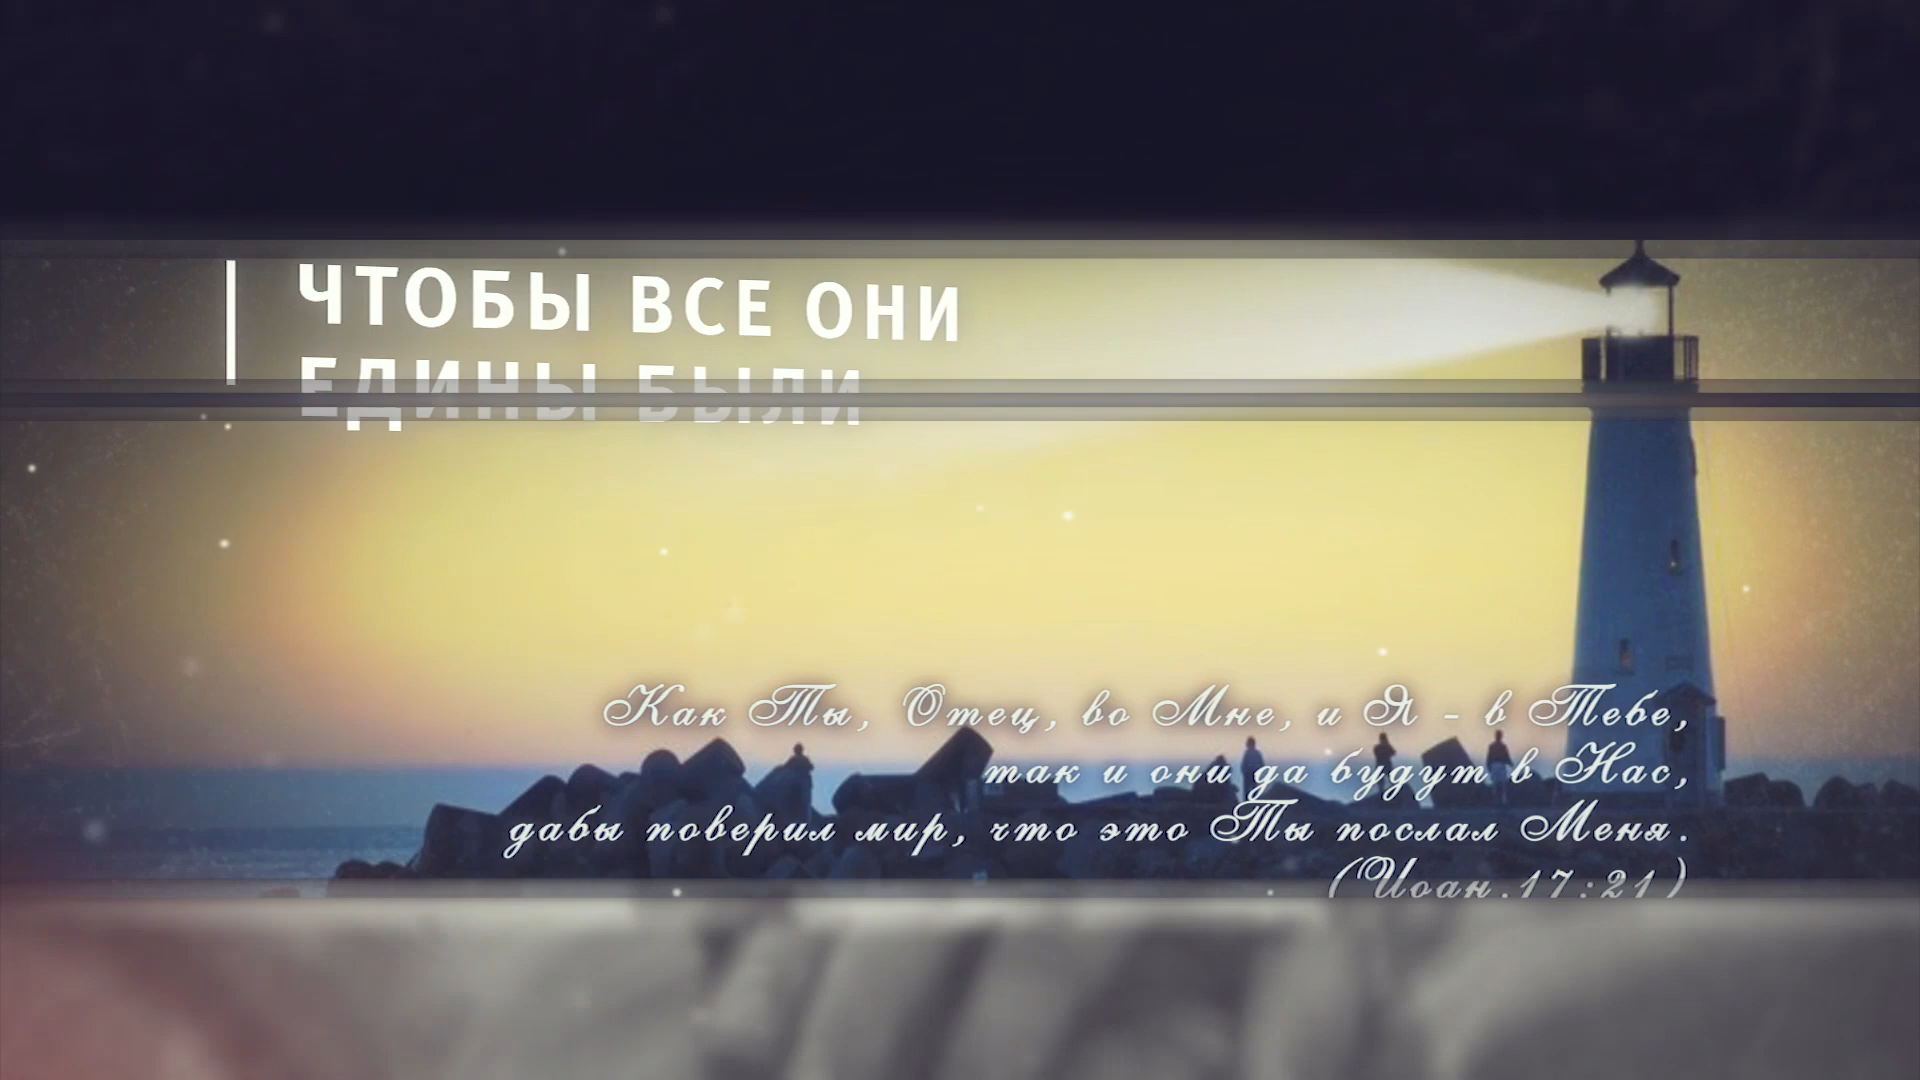 ЧТОБЫ ВСЕ ОНИ
ЕДИНЫ БЫЛИ
Как Ты, Отец, во Мне, и Я - в Тебе,
так и они да будут в Нас,
дабы поверил мир, что это Ты послал Меня.
(Иоан.17:21)